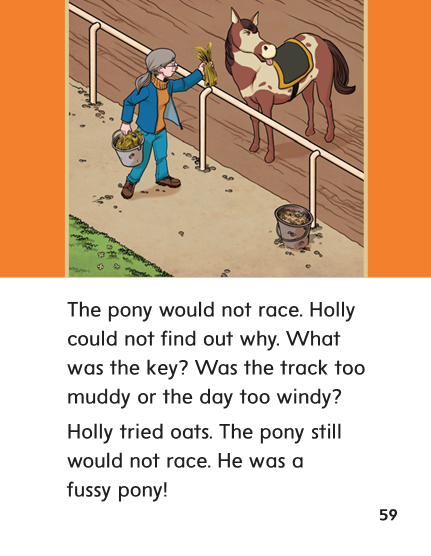 The pony would not race. Holly
could not find out why. What
was the key? Was the track too
muddy or the day too windy?
Holly tried oats. The pony still
would not race. He was a
fussy pony!
59